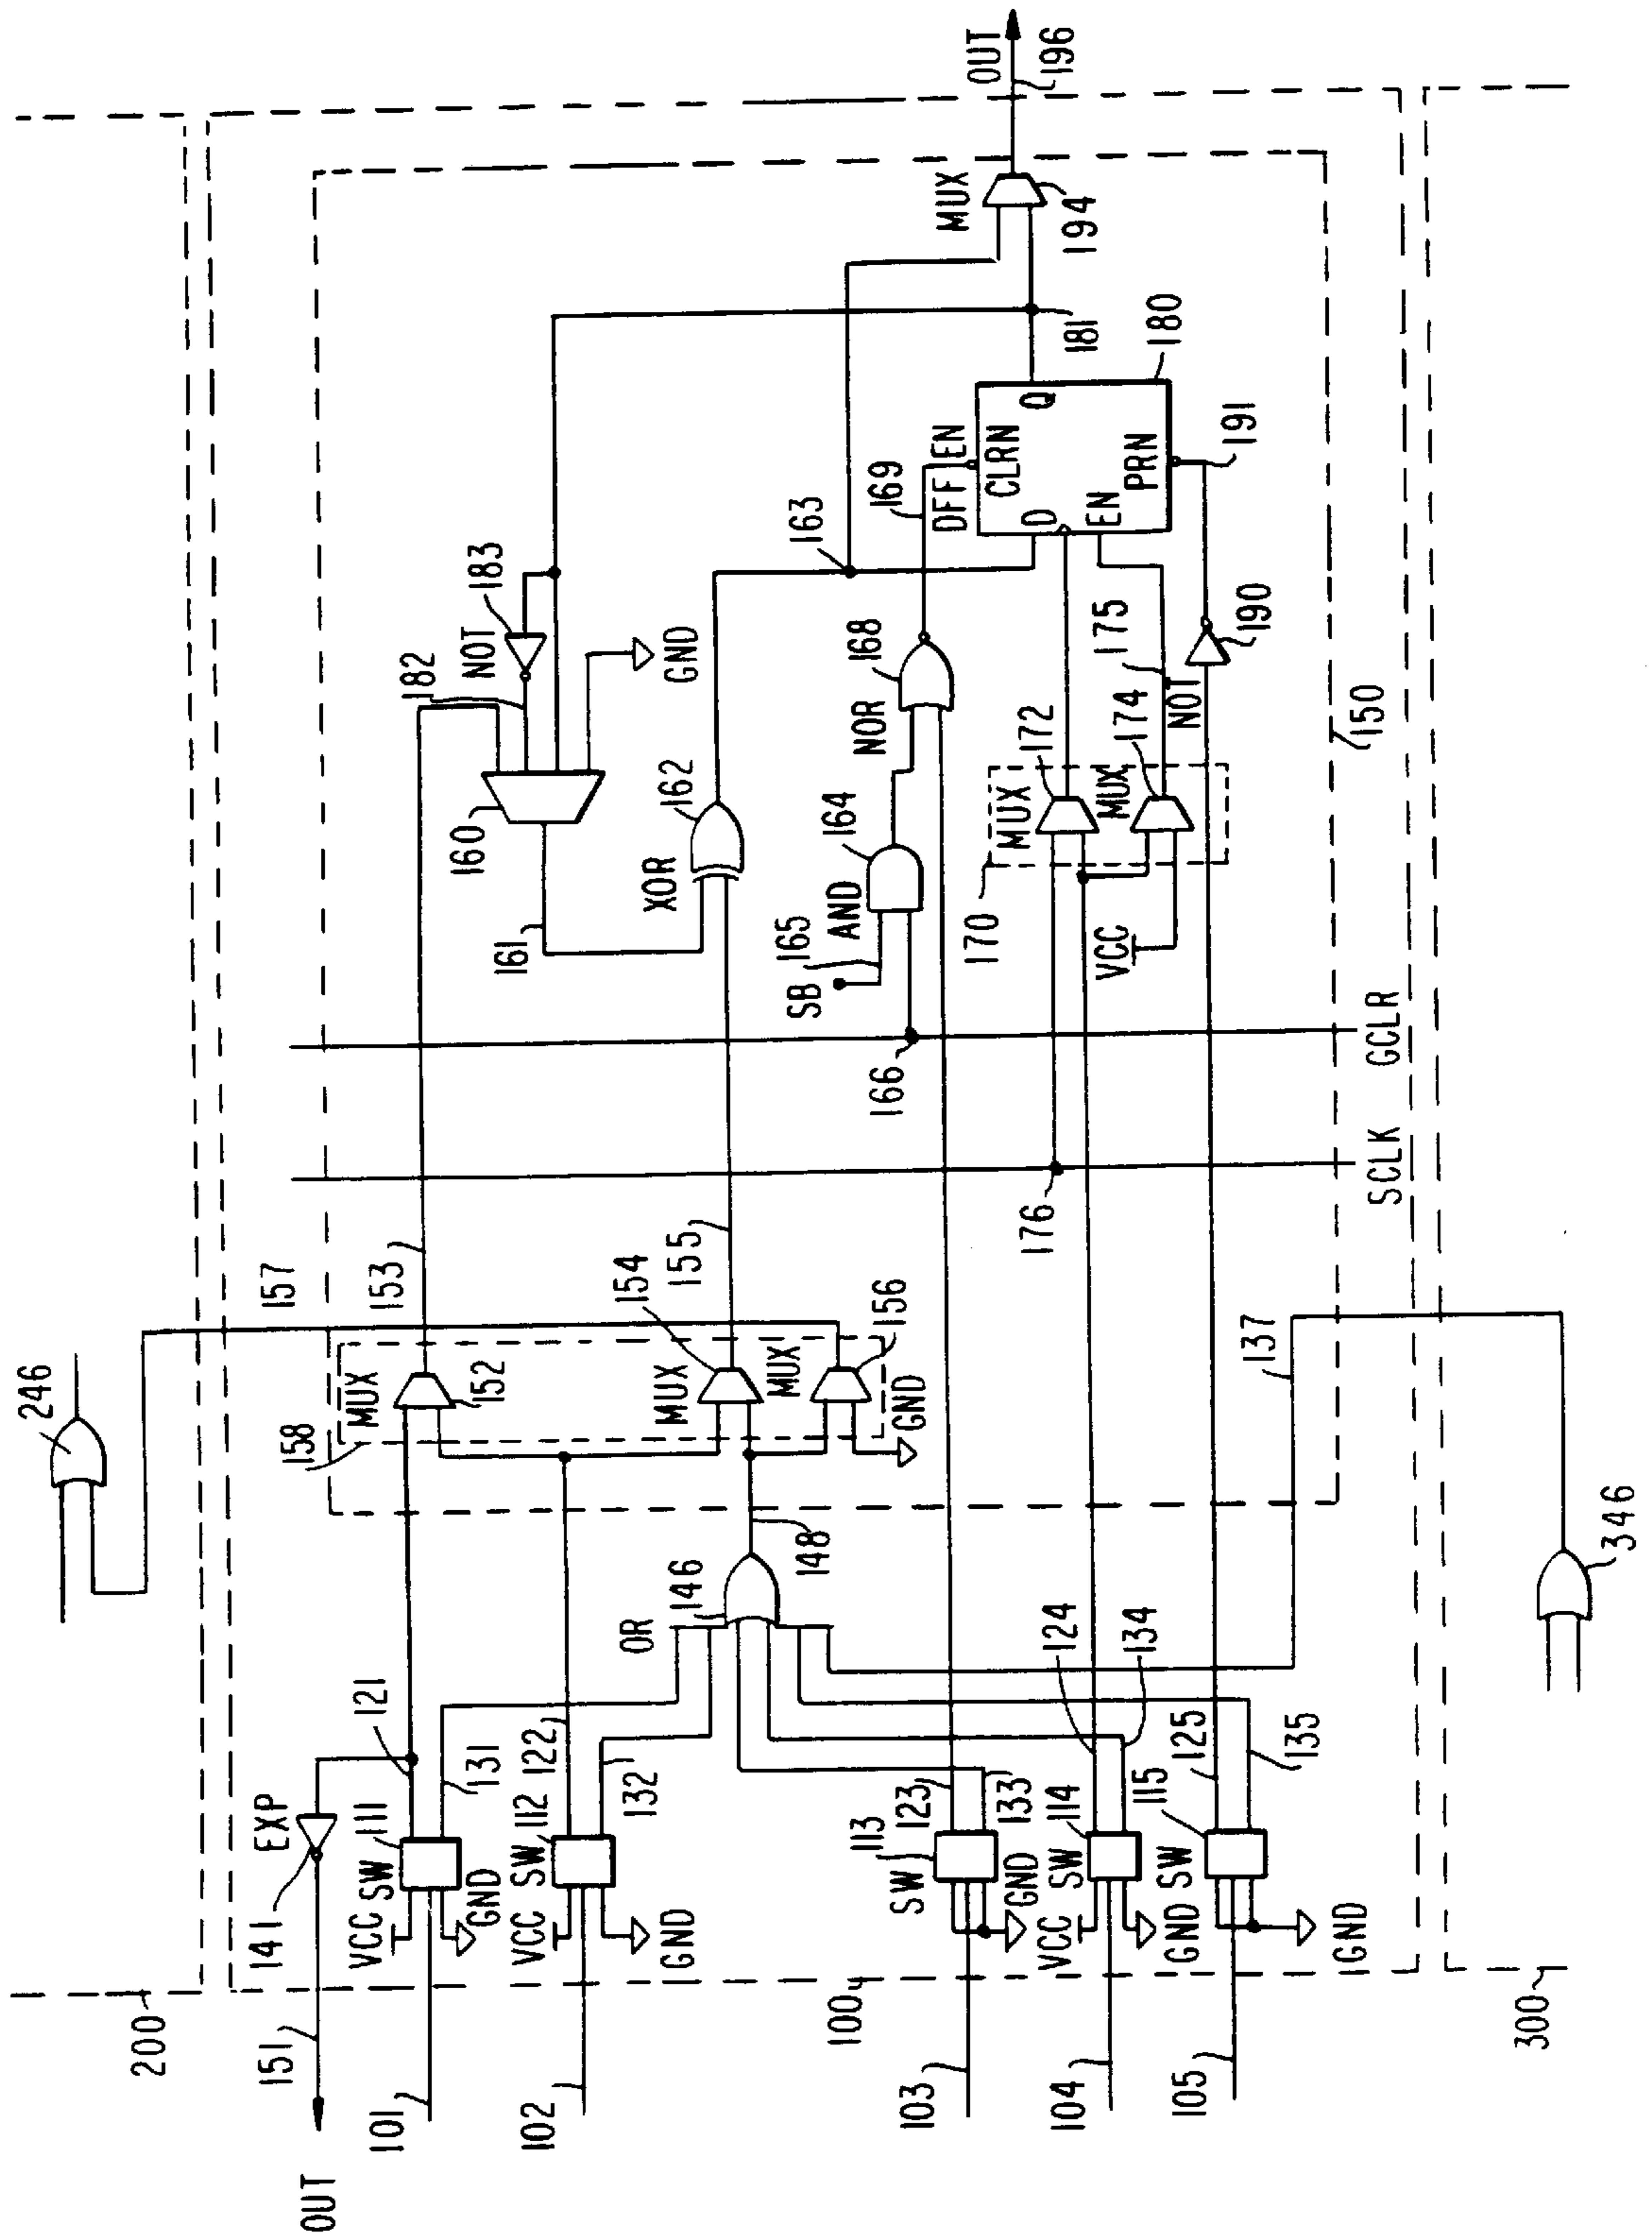 246
200
157
OUT
151
141
EXP
121
158
MUX
152
153
182
NOT
183
160
161
GND
101
VCC
SW
111
GND
131
102
VCC
SW
112
GND
122
132
OR
146
148
MUX
154
155
XOR
162
163
MUX
156
GND
SB
165
AND
164
166
NOR
168
169
DFF
EN
CLRN
D
Q
EN
PRN
180
181
MUX
194
OUT
196
100
103
SW
113
GND
123
133
104
VCC
SW
114
GND
124
134
105
SW
115
GND
125
135
137
176
170
MUX
172
MUX
174
175
VCC
NOT
190
191
150
SCLK
GCLR
300
346